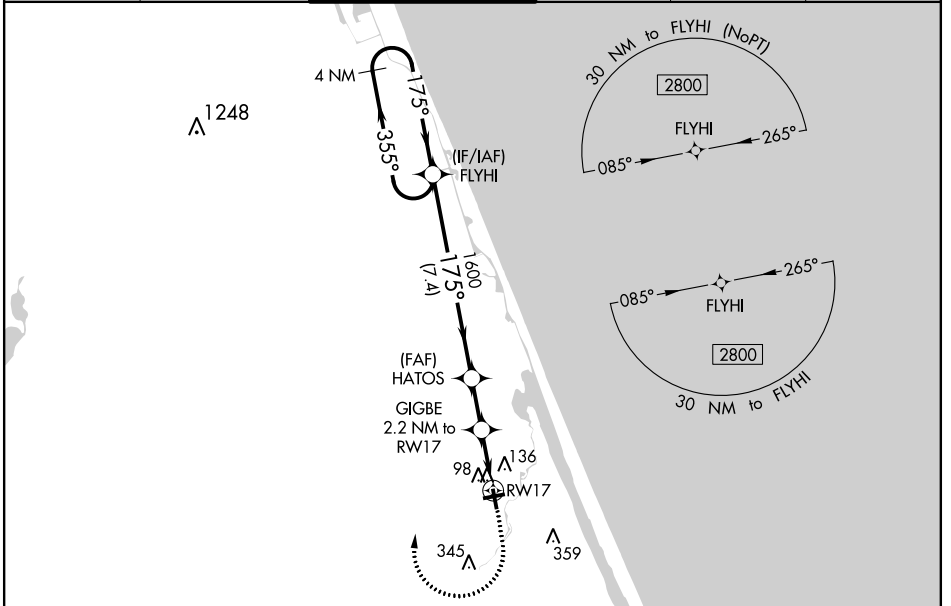 4 NM
1248
175°
355°
(IF/IAF)
FLYHI
1600
175°
(7.4)
(FAF)
HATOS
GIGBE
2.2 NM to
RW17
98
136
RW17
345
359
30 NM to FLYHI (NoPT)
2800
FLYHI
265°
085°
265°
085°
FLYHI
2800
30 NM to FLYHI